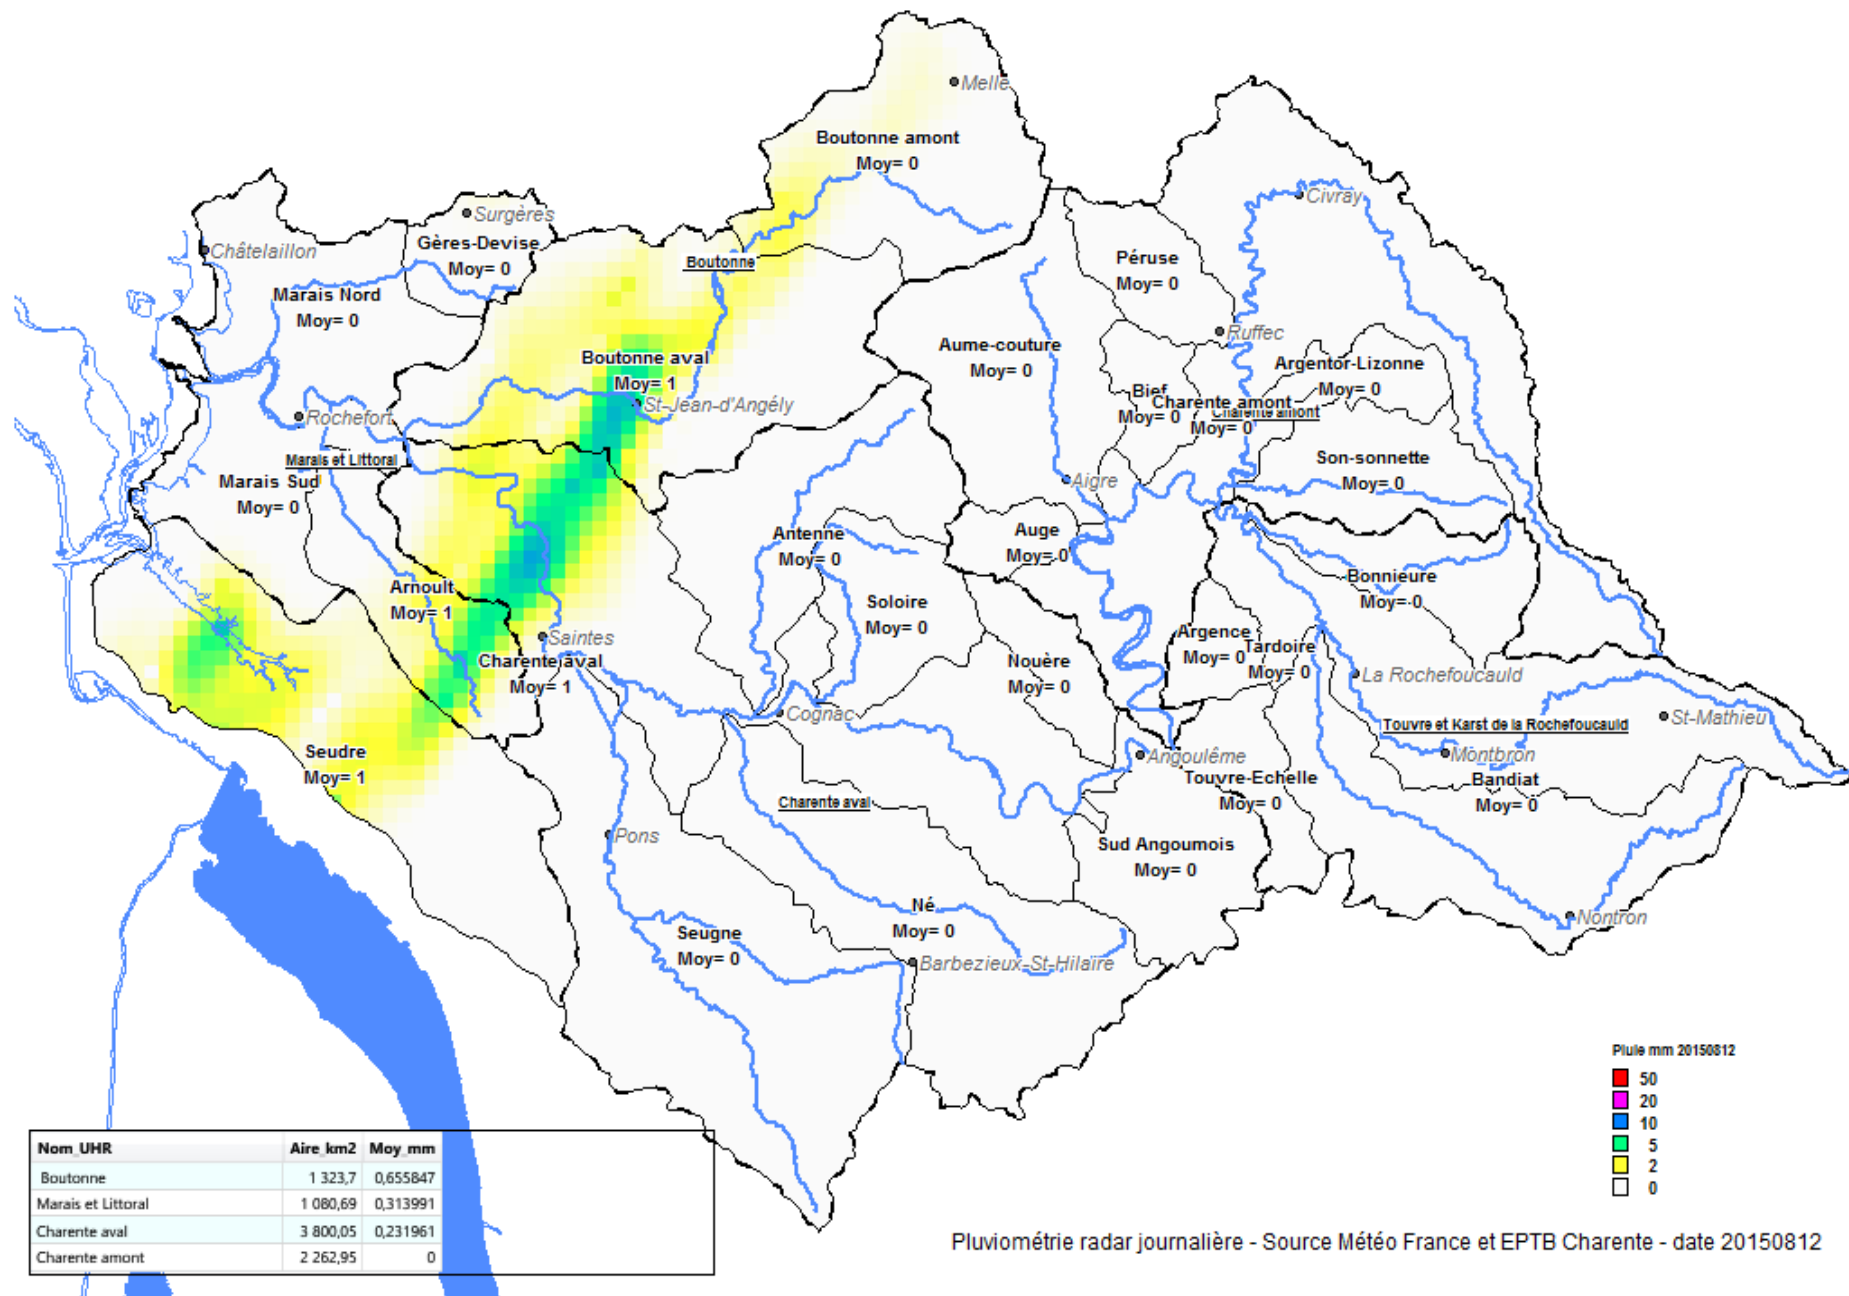 Melle
Boutonne amont
Moy= 0
Civray
Surgères
Châtelaillon
Gères-Devise
Moy= 0
Boutonne
Péruse
Moy= 0
Marais Nord
Moy= 0
Ruffec
Aume-couture
Moy= 0
Boutonne aval
Moy= 1
Argentor-Lizonne
Moy= 0
Bief
Moy= 0
Charente amont
Moy= 0
Charente amont
St-Jean-d'Angély
Rochefort
Marais et Littoral
Son-sonnette
Moy= 0
Marais Sud
Moy= 0
Aigre
Antenne
Moy= 0
Auge
Moy= 0
Bonnieure
Moy= 0
Arnoult
Moy= 1
Soloire
Moy= 0
Saintes
Argence
Moy= 0
Tardoire
Moy= 0
Charente aval
Moy= 1
Nouère
Moy= 0
La Rochefoucauld
Cognac
Touvre et Karst de la Rochefoucauld
St-Mathieu
Seudre
Moy= 1
Angoulême
Montbron
Touvre-Echelle
Moy= 0
Bandiat
Moy= 0
Charente aval
Pons
Sud Angoumois
Moy= 0
Né
Moy= 0
Nontron
Seugne
Moy= 0
Barbezieux-St-Hilaire
Pluie mm 20150812
50
20
10
5
2
0
Nom_UHR Aire_km2 Moy_mm
Boutonne 1 323,7 0,655847
Marais et Littoral 1 080,69 0,313991
Charente aval 3 800,05 0,231961
Charente amont 2 262,95 0
Pluviométrie radar journalière - Source Météo France et EPTB Charente - date 20150812